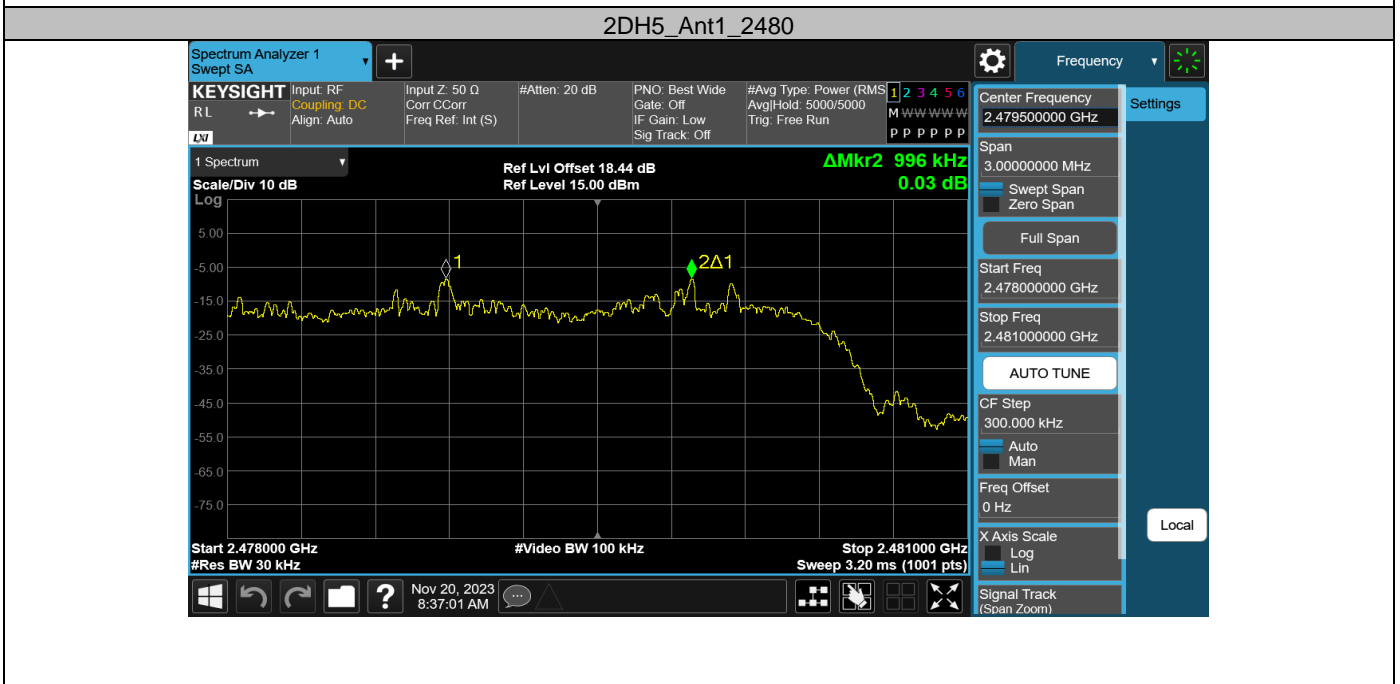 2DH5_Ant1_2480
Spectrum Analyzer 1
Swept SA
Frequency
KEYSIGHT
RL
LXI
Input: RF
Coupling: DC
Align: Auto
Input Z: 50 Ω
Corr CCorr
Freq Ref: Int (S)
#Atten: 20 dB
PNO: Best Wide
Gate: Off
IF Gain: Low
Sig Track: Off
#Avg Type: Power (RMS
Avg|Hold: 5000/5000
Trig: Free Run
1 2 3 4 5 6
M W W W W W
P P P P P P
1 Spectrum
Scale/Div 10 dB
Log
Ref Lvl Offset 18.44 dB
Ref Level 15.00 dBm
ΔMkr2 996 kHz
0.03 dB
5.00
-5.00
-15.0
-25.0
-35.0
-45.0
-55.0
-65.0
-75.0
1
2Δ1
Start 2.478000 GHz
#Res BW 30 kHz
#Video BW 100 kHz
Stop 2.481000 GHz
Sweep 3.20 ms (1001 pts)
Center Frequency
2.479500000 GHz
Settings
Span
3.00000000 MHz
Swept Span
Zero Span
Full Span
Start Freq
2.478000000 GHz
Stop Freq
2.481000000 GHz
AUTO TUNE
CF Step
300.000 kHz
Auto
Man
Freq Offset
0 Hz
X Axis Scale
Log
Lin
Signal Track
(Span Zoom)
Local
?
Nov 20, 2023
8:37:01 AM